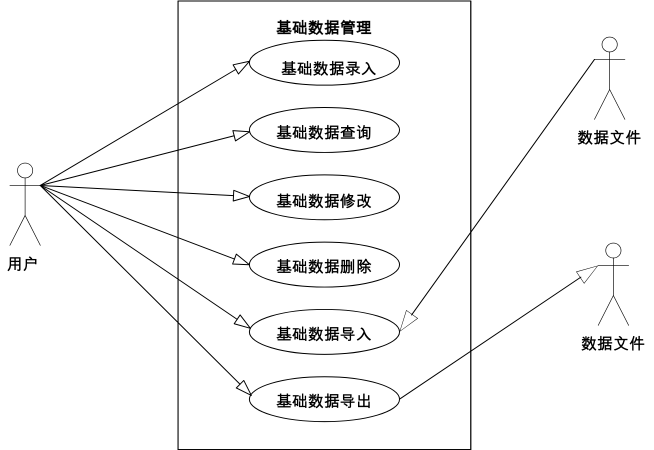 基础数据管理
基础数据录入
数据文件
基础数据查询
基础数据修改
用户
基础数据删除
基础数据导入
数据文件
基础数据导出